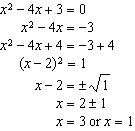 x² − 4x + 3 = 0
x² − 4x = −3
x² − 4x + 4 = −3 + 4
(x − 2)² = 1
x − 2 = ±√1
x = 2 ± 1
x = 3 or x = 1